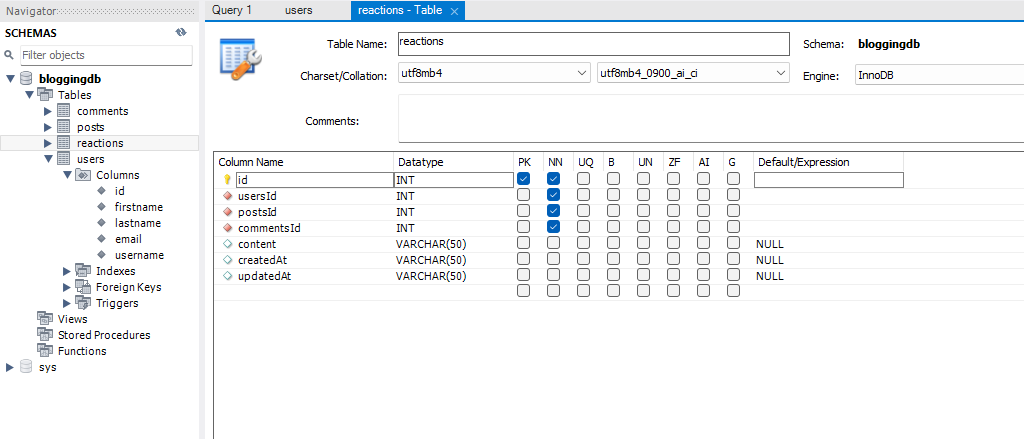 Navigator
SCHEMAS
Filter objects
bloggingdb
Tables
comments
posts
reactions
users
Columns
id
firstname
lastname
email
username
Indexes
Foreign Keys
Triggers
Views
Stored Procedures
Functions
sys
Query 1 users reactions - Table
Table Name: reactions Schema: bloggingdb
Charset/Collation: utf8mb4 utf8mb4_0900_ai_ci Engine: InnoDB
Comments:
Column Name Datatype PK NN UQ B UN ZF AI G Default/Expression
id INT
usersId INT
postsId INT
commentsId INT
content VARCHAR(50) NULL
createdAt VARCHAR(50) NULL
updatedAt VARCHAR(50) NULL